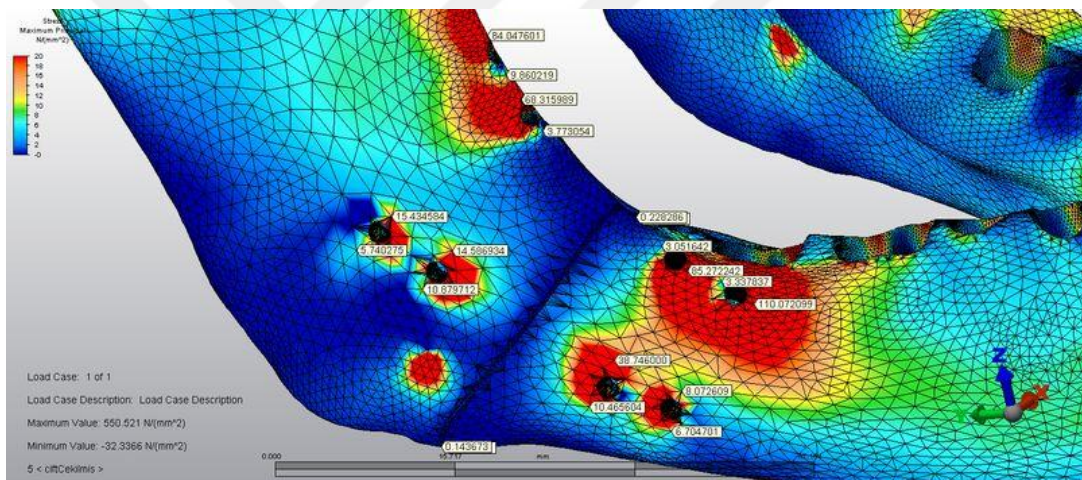 Stress
Maximum Pri
N/(mm^2)
20
18
16
14
12
10
8
6
4
2
-0
84.047601
9.860219
68.315989
3.773054
15.434584
5.740275
14.586934
10.879712
0.228286
3.051642
85.272242
3.337837
110.072099
38.746000
10.465604
8.072609
6.704701
0.143673
Z
X
Load Case: 1 of 1
Load Case Description: Load Case Description
Maximum Value: 550.521 N/(mm^2)
Minimum Value: -32.3366 N/(mm^2)
5 < ciftCekilmis >
0.000
mm